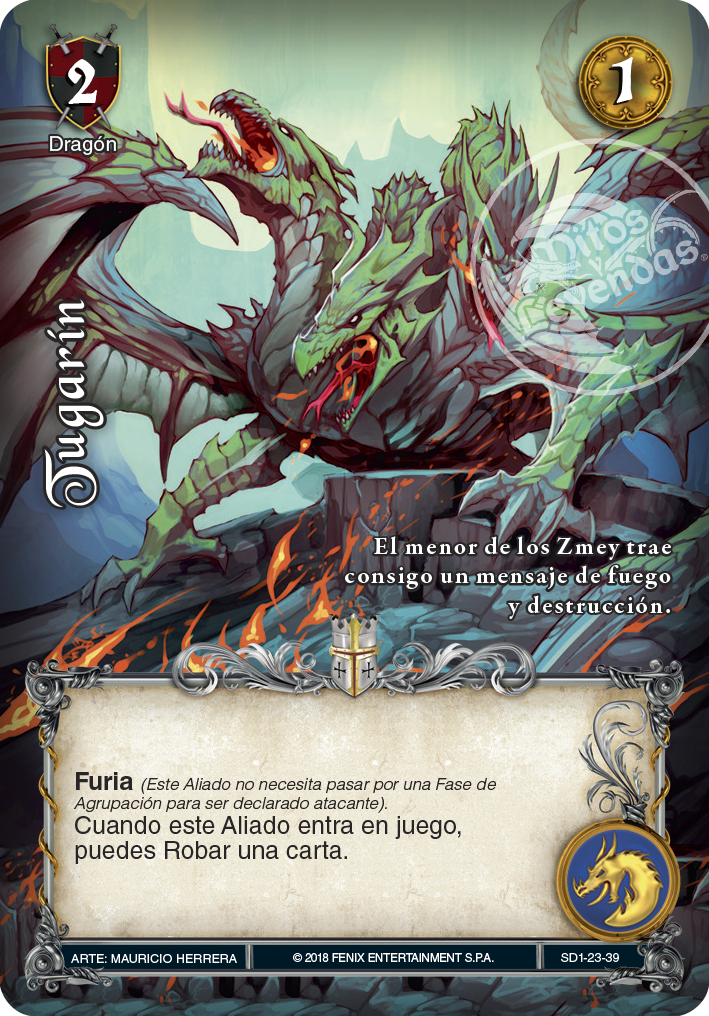 2
1
Dragón
Mitos
y
Leyendas®
Tugarín
El menor de los Zmey trae
consigo un mensaje de fuego
y destrucción.
Furia (Este Aliado no necesita pasar por una Fase de
Agrupación para ser declarado atacante).
Cuando este Aliado entra en juego,
puedes Robar una carta.
ARTE: MAURICIO HERRERA
© 2018 FENIX ENTERTAINMENT S.P.A.
SD1-23-39